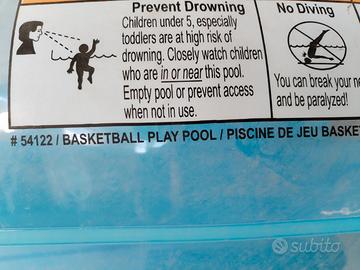 Prevent Drowning
Children under 5, especially
toddlers are at high risk of
drowning. Closely watch children
who are in or near this pool.
Empty pool or prevent access
when not in use.
No Diving
You can break your
and be paralyzed!
# 54122 / BASKETBALL PLAY POOL / PISCINE DE JEU BASKE
subito